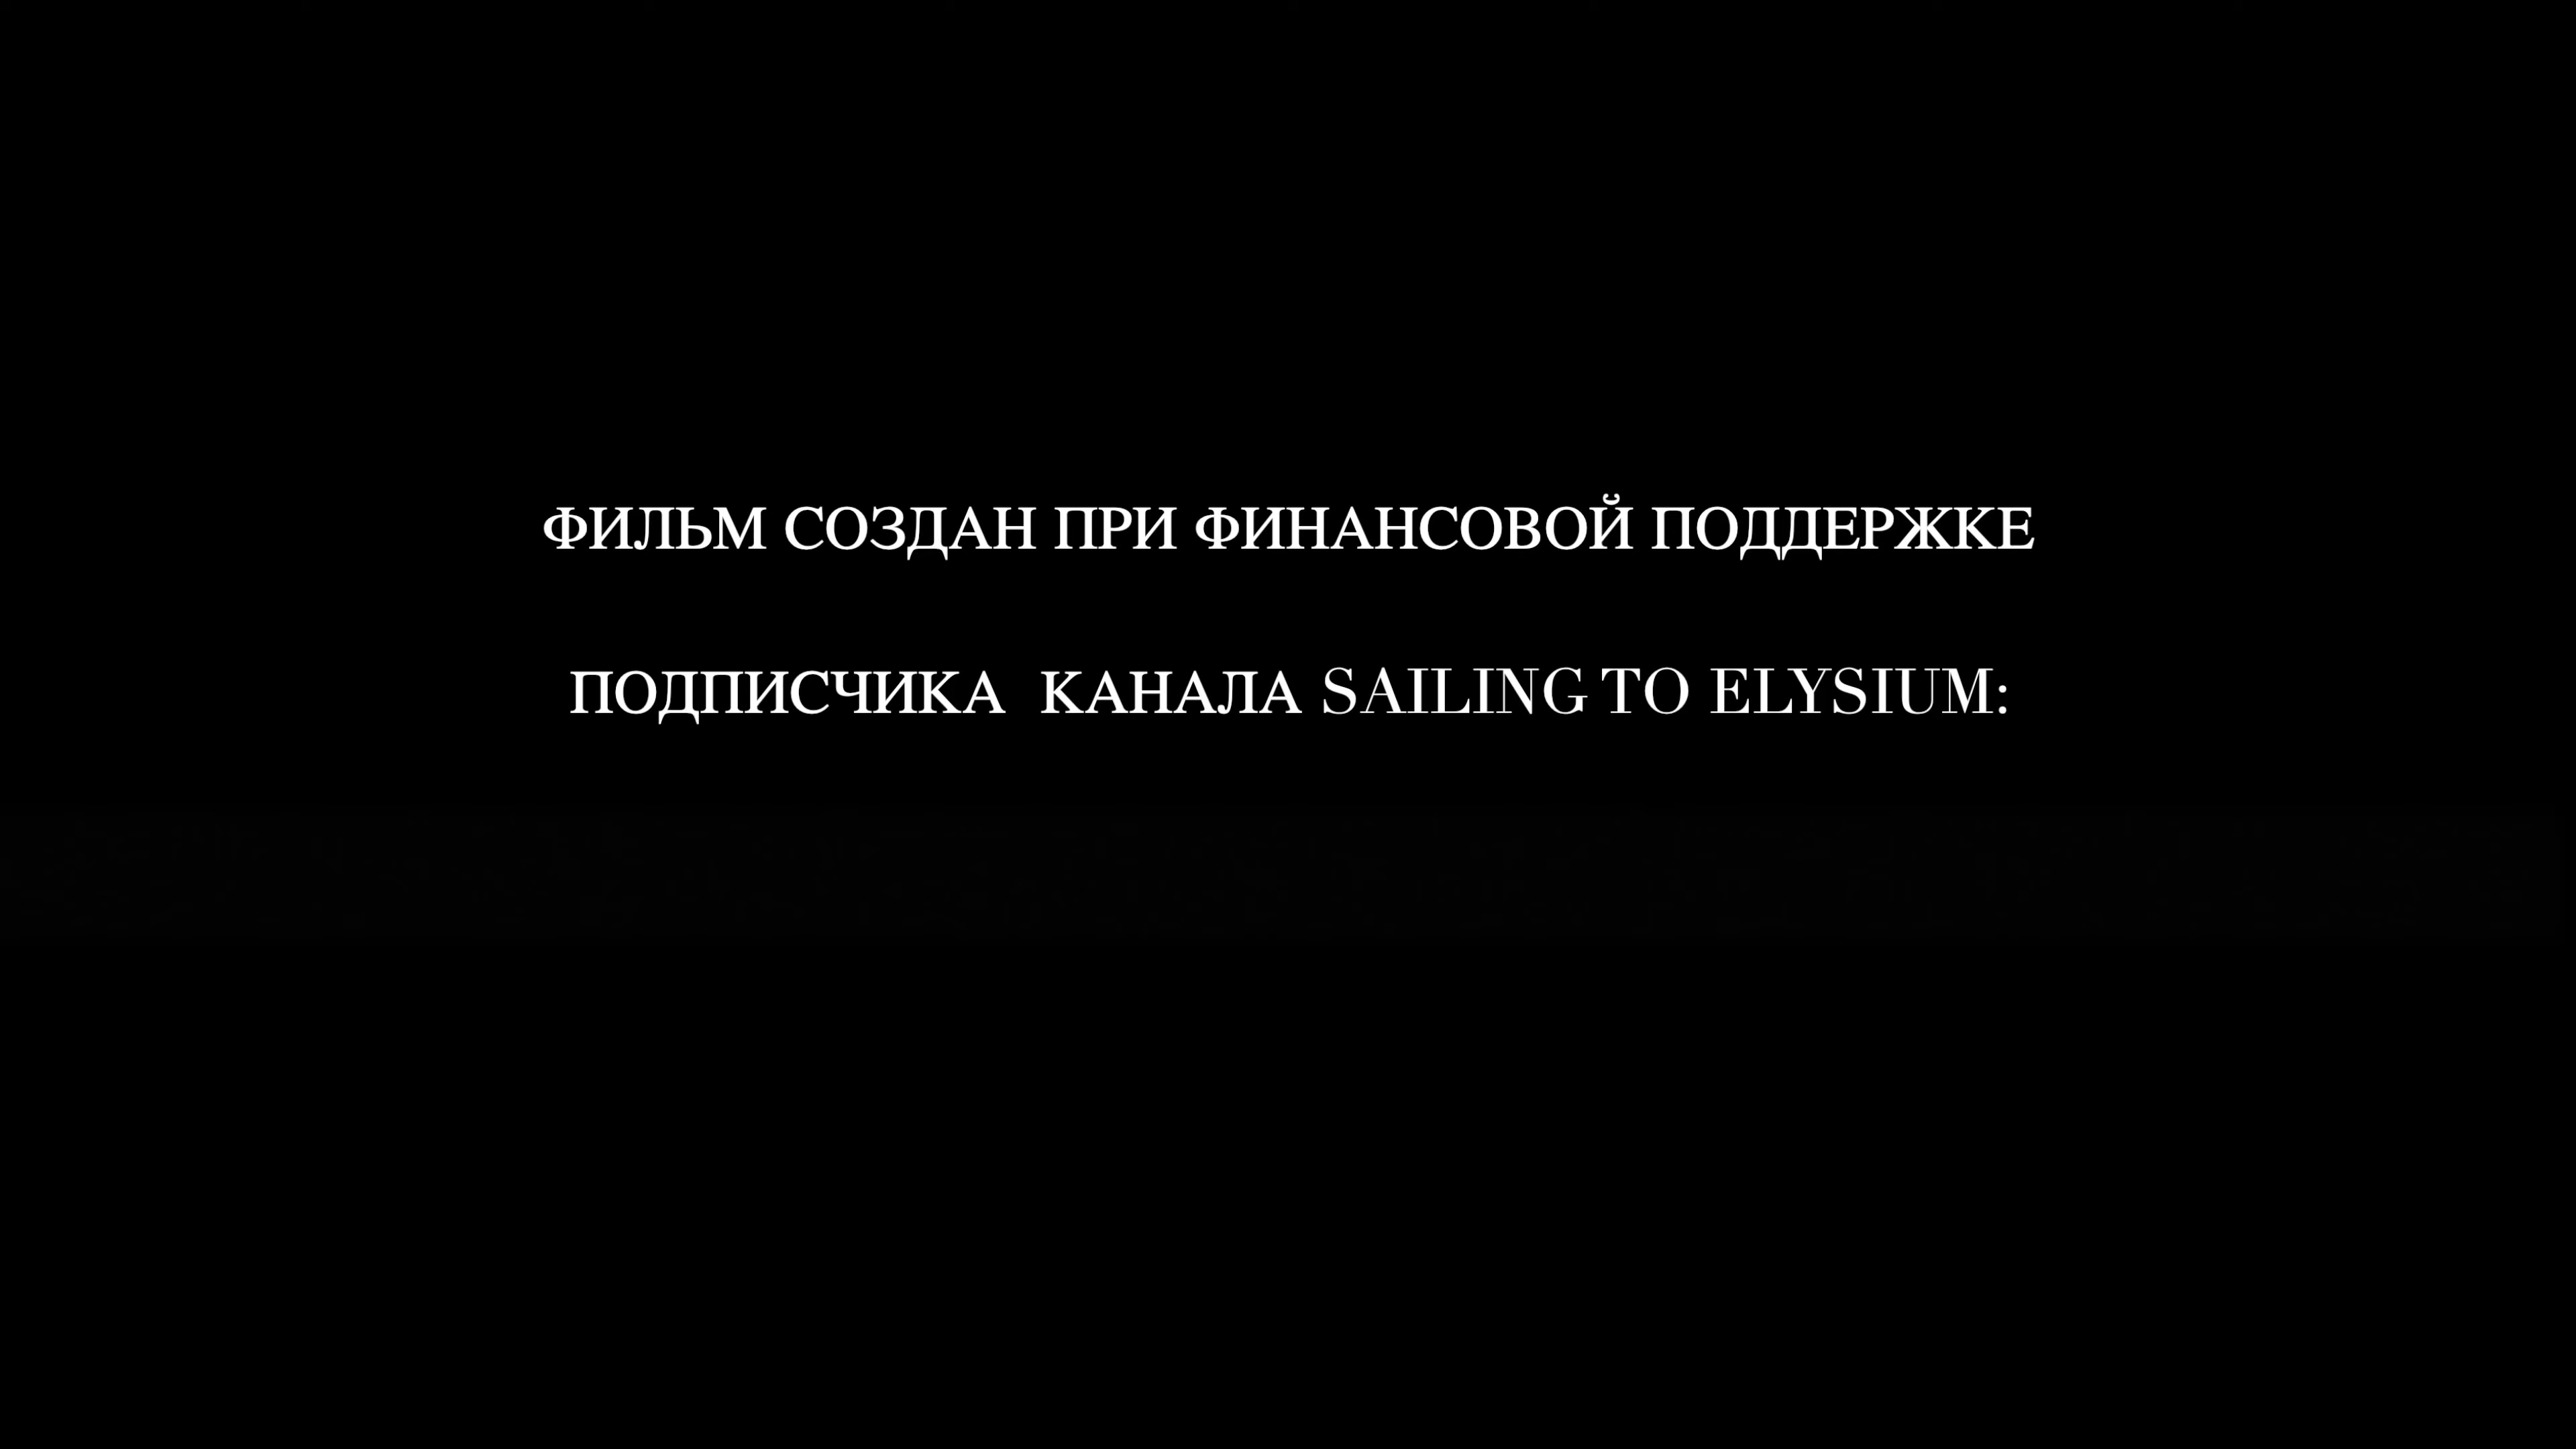 ФИЛЬМ СОЗДАН ПРИ ФИНАНСОВОЙ ПОДДЕРЖКЕ
ПОДПИСЧИКА КАНАЛА SAILING TO ELYSIUM: